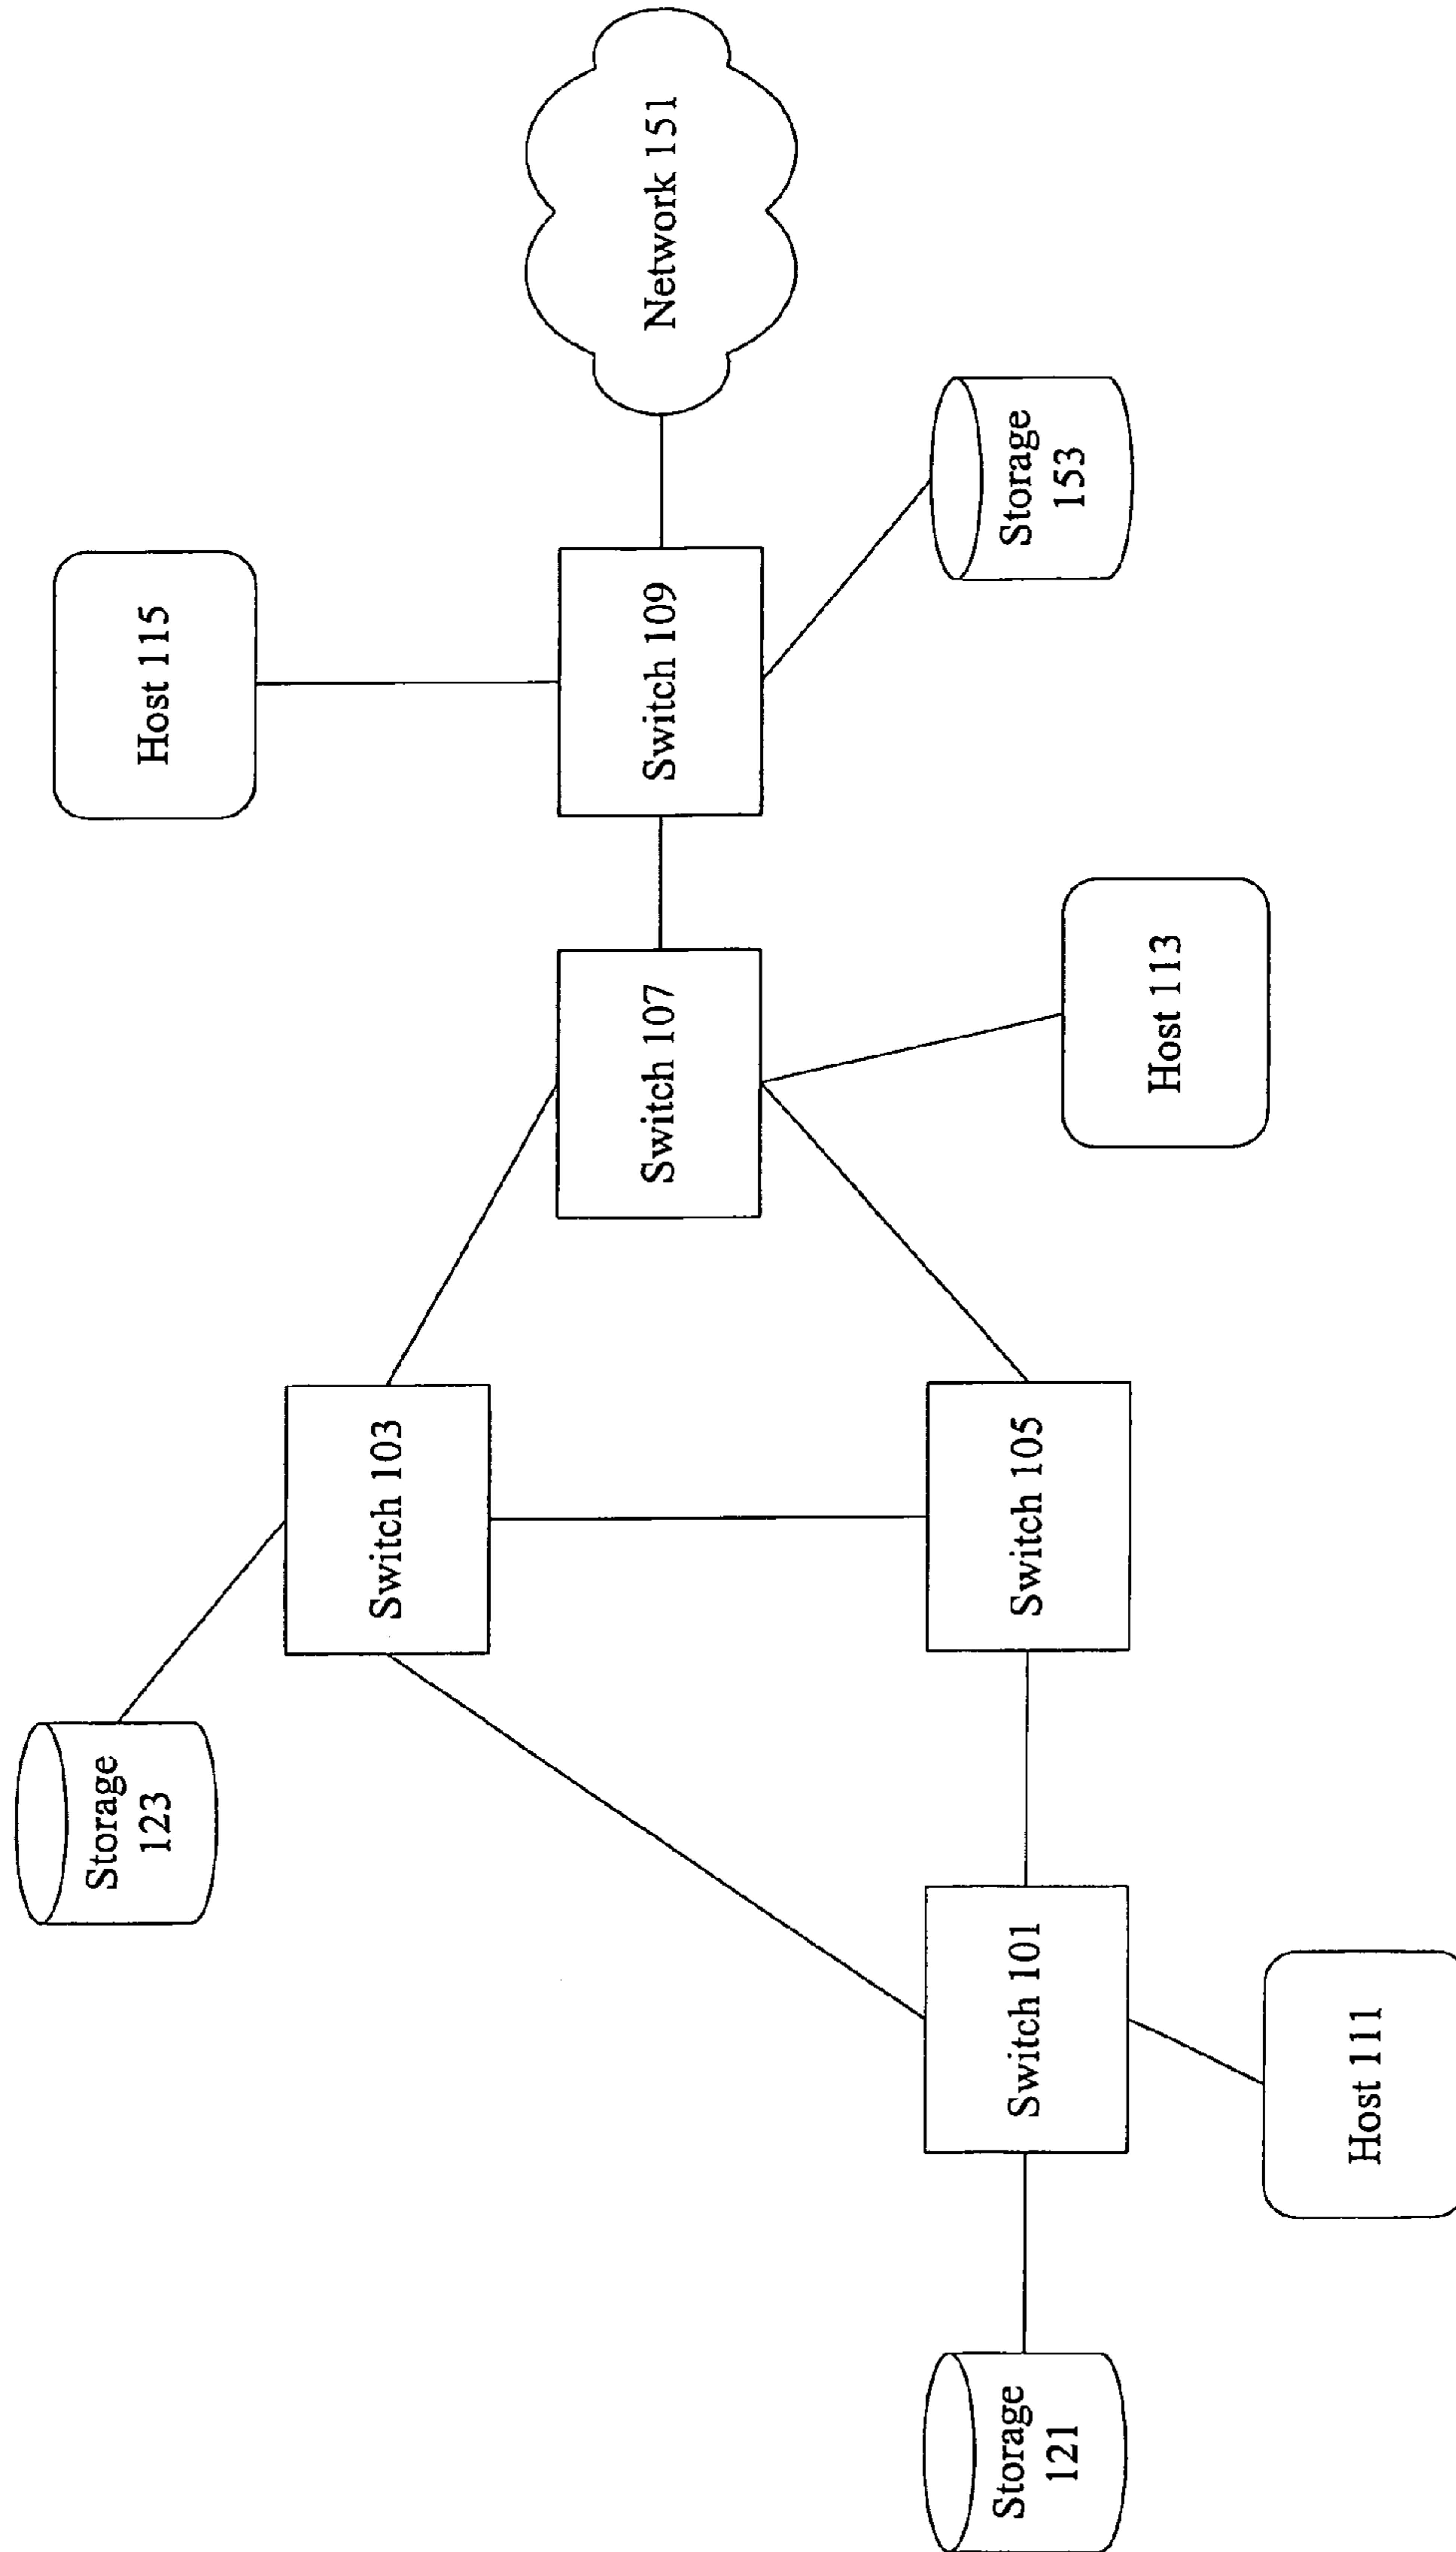 Storage
123
Host 115
Switch 103
Switch 107
Switch 109
Network 151
Storage
121
Switch 101
Switch 105
Storage
153
Host 113
Host 111